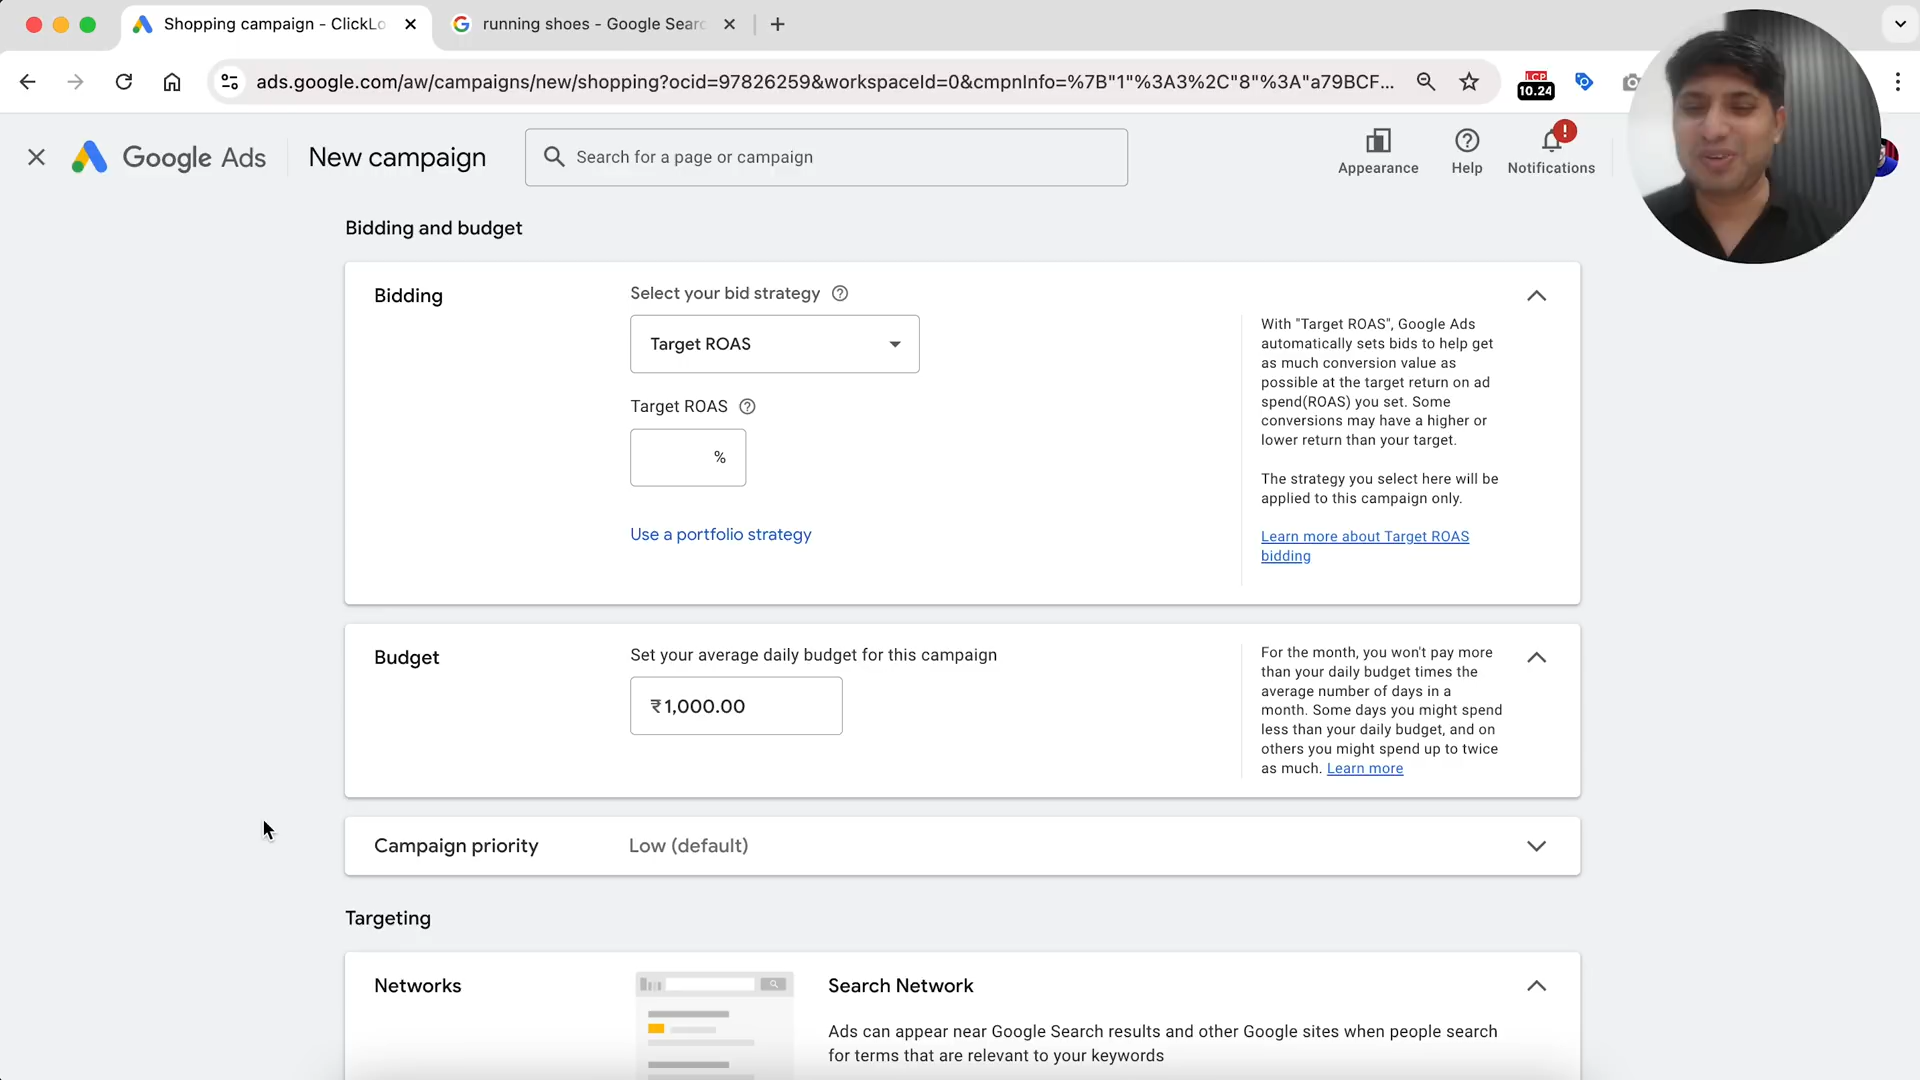 Shopping campaign - ClickLo
running shoes - Google Searc
ads.google.com/aw/campaigns/new/shopping?ocid=97826259&workspaceId=0&cmpnInfo=%7B"1"%3A3%2C"8"%3A"a79BCF...
LCP
10.24
Google Ads
New campaign
Search for a page or campaign
Appearance
Help
Notifications
Bidding and budget
Bidding
Select your bid strategy
Target ROAS
Target ROAS
%
Use a portfolio strategy
With "Target ROAS", Google Ads
automatically sets bids to help get
as much conversion value as
possible at the target return on ad
spend(ROAS) you set. Some
conversions may have a higher or
lower return than your target.
The strategy you select here will be
applied to this campaign only.
Learn more about Target ROAS
bidding
Budget
Set your average daily budget for this campaign
₹1,000.00
For the month, you won't pay more
than your daily budget times the
average number of days in a
month. Some days you might spend
less than your daily budget, and on
others you might spend up to twice
as much. Learn more
Campaign priority
Low (default)
Targeting
Networks
Search Network
Ads can appear near Google Search results and other Google sites when people search
for terms that are relevant to your keywords